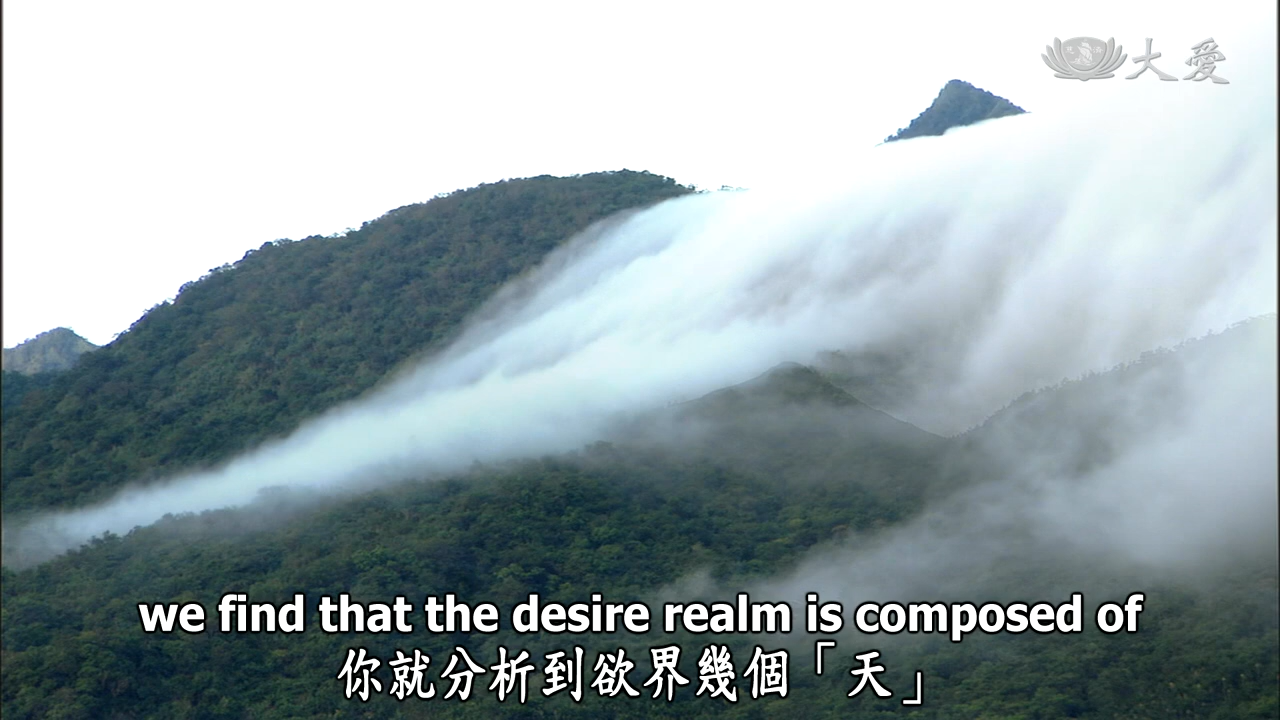 大愛
we find that the desire realm is composed of
你就分析到欲界幾個「天」